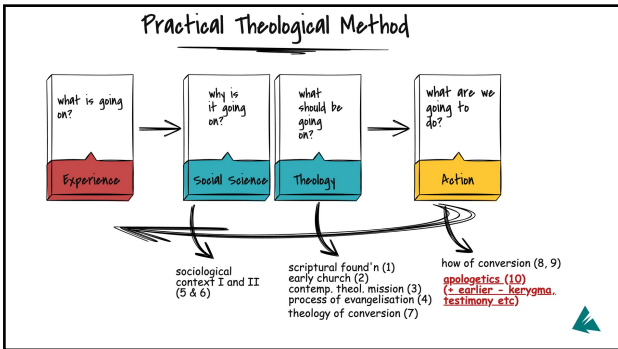 Practical Theological Method
what is going
on?
Experience
why is
it going
on?
Social Science
what
should be
going
on?
Theology
what are we
going to
do?
Action
sociological
context I and II
(5 & 6)
scriptural found'n (1)
early church (2)
contemp. theol. mission (3)
process of evangelisation (4)
theology of conversion (7)
how of conversion (8, 9)
apologetics (10)
(+ earlier - kerygma,
testimony etc)